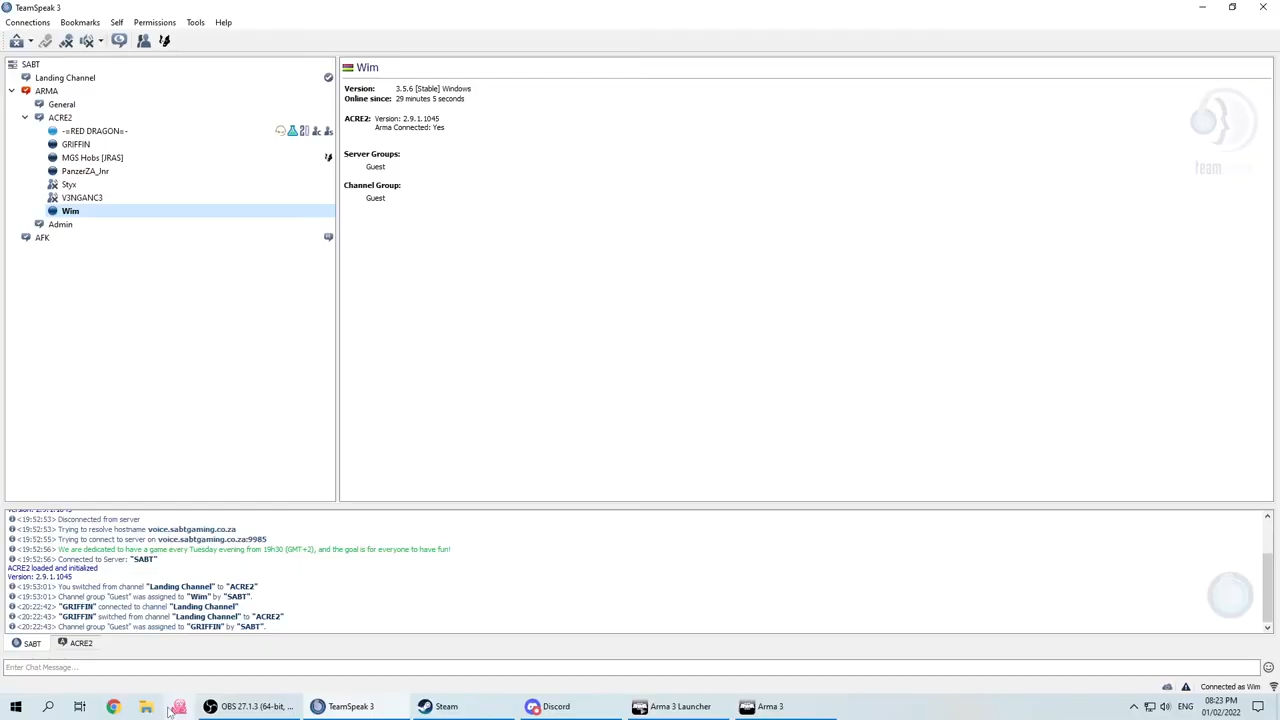 TeamSpeak 3
Connections Bookmarks Self Permissions Tools Help
SABT
Landing Channel
ARMA
General
ACRE2
-=RED DRAGON=-
GRIFFIN
MGS Hobs [JRAS]
PanzerZA_Jnr
Styx
V3NGANC3
Wim
Admin
AFK
Wim
Version: 3.5.6 [Stable] Windows
Online since: 29 minutes 5 seconds
ACRE2: Version: 2.9.1.1045
Arma Connected: Yes
Server Groups:
Guest
Channel Group:
Guest
team
<19:52:53> Disconnected from server
<19:52:53> Trying to resolve hostname voice.sabtgaming.co.za
<19:52:55> Trying to connect to server on voice.sabtgaming.co.za:9985
<19:52:56> We are dedicated to have a game every Tuesday evening from 19h30 (GMT+2), and the goal is for everyone to have fun!
<19:52:56> Connected to Server: "SABT"
ACRE2 loaded and initialized
Version: 2.9.1.1045
<19:53:01> You switched from channel "Landing Channel" to "ACRE2"
<19:53:01> Channel group "Guest" was assigned to "Wim" by "SABT".
<20:22:42> "GRIFFIN" connected to channel "Landing Channel"
<20:22:43> "GRIFFIN" switched from channel "Landing Channel" to "ACRE2"
<20:22:43> Channel group "Guest" was assigned to "GRIFFIN" by "SABT".
SABT ACRE2
Enter Chat Message...
Connected as Wim
OBS 27.1.3 (64-bit, ... TeamSpeak 3 Steam Discord Arma 3 Launcher Arma 3 ENG 08:23 PM
01/02/2022